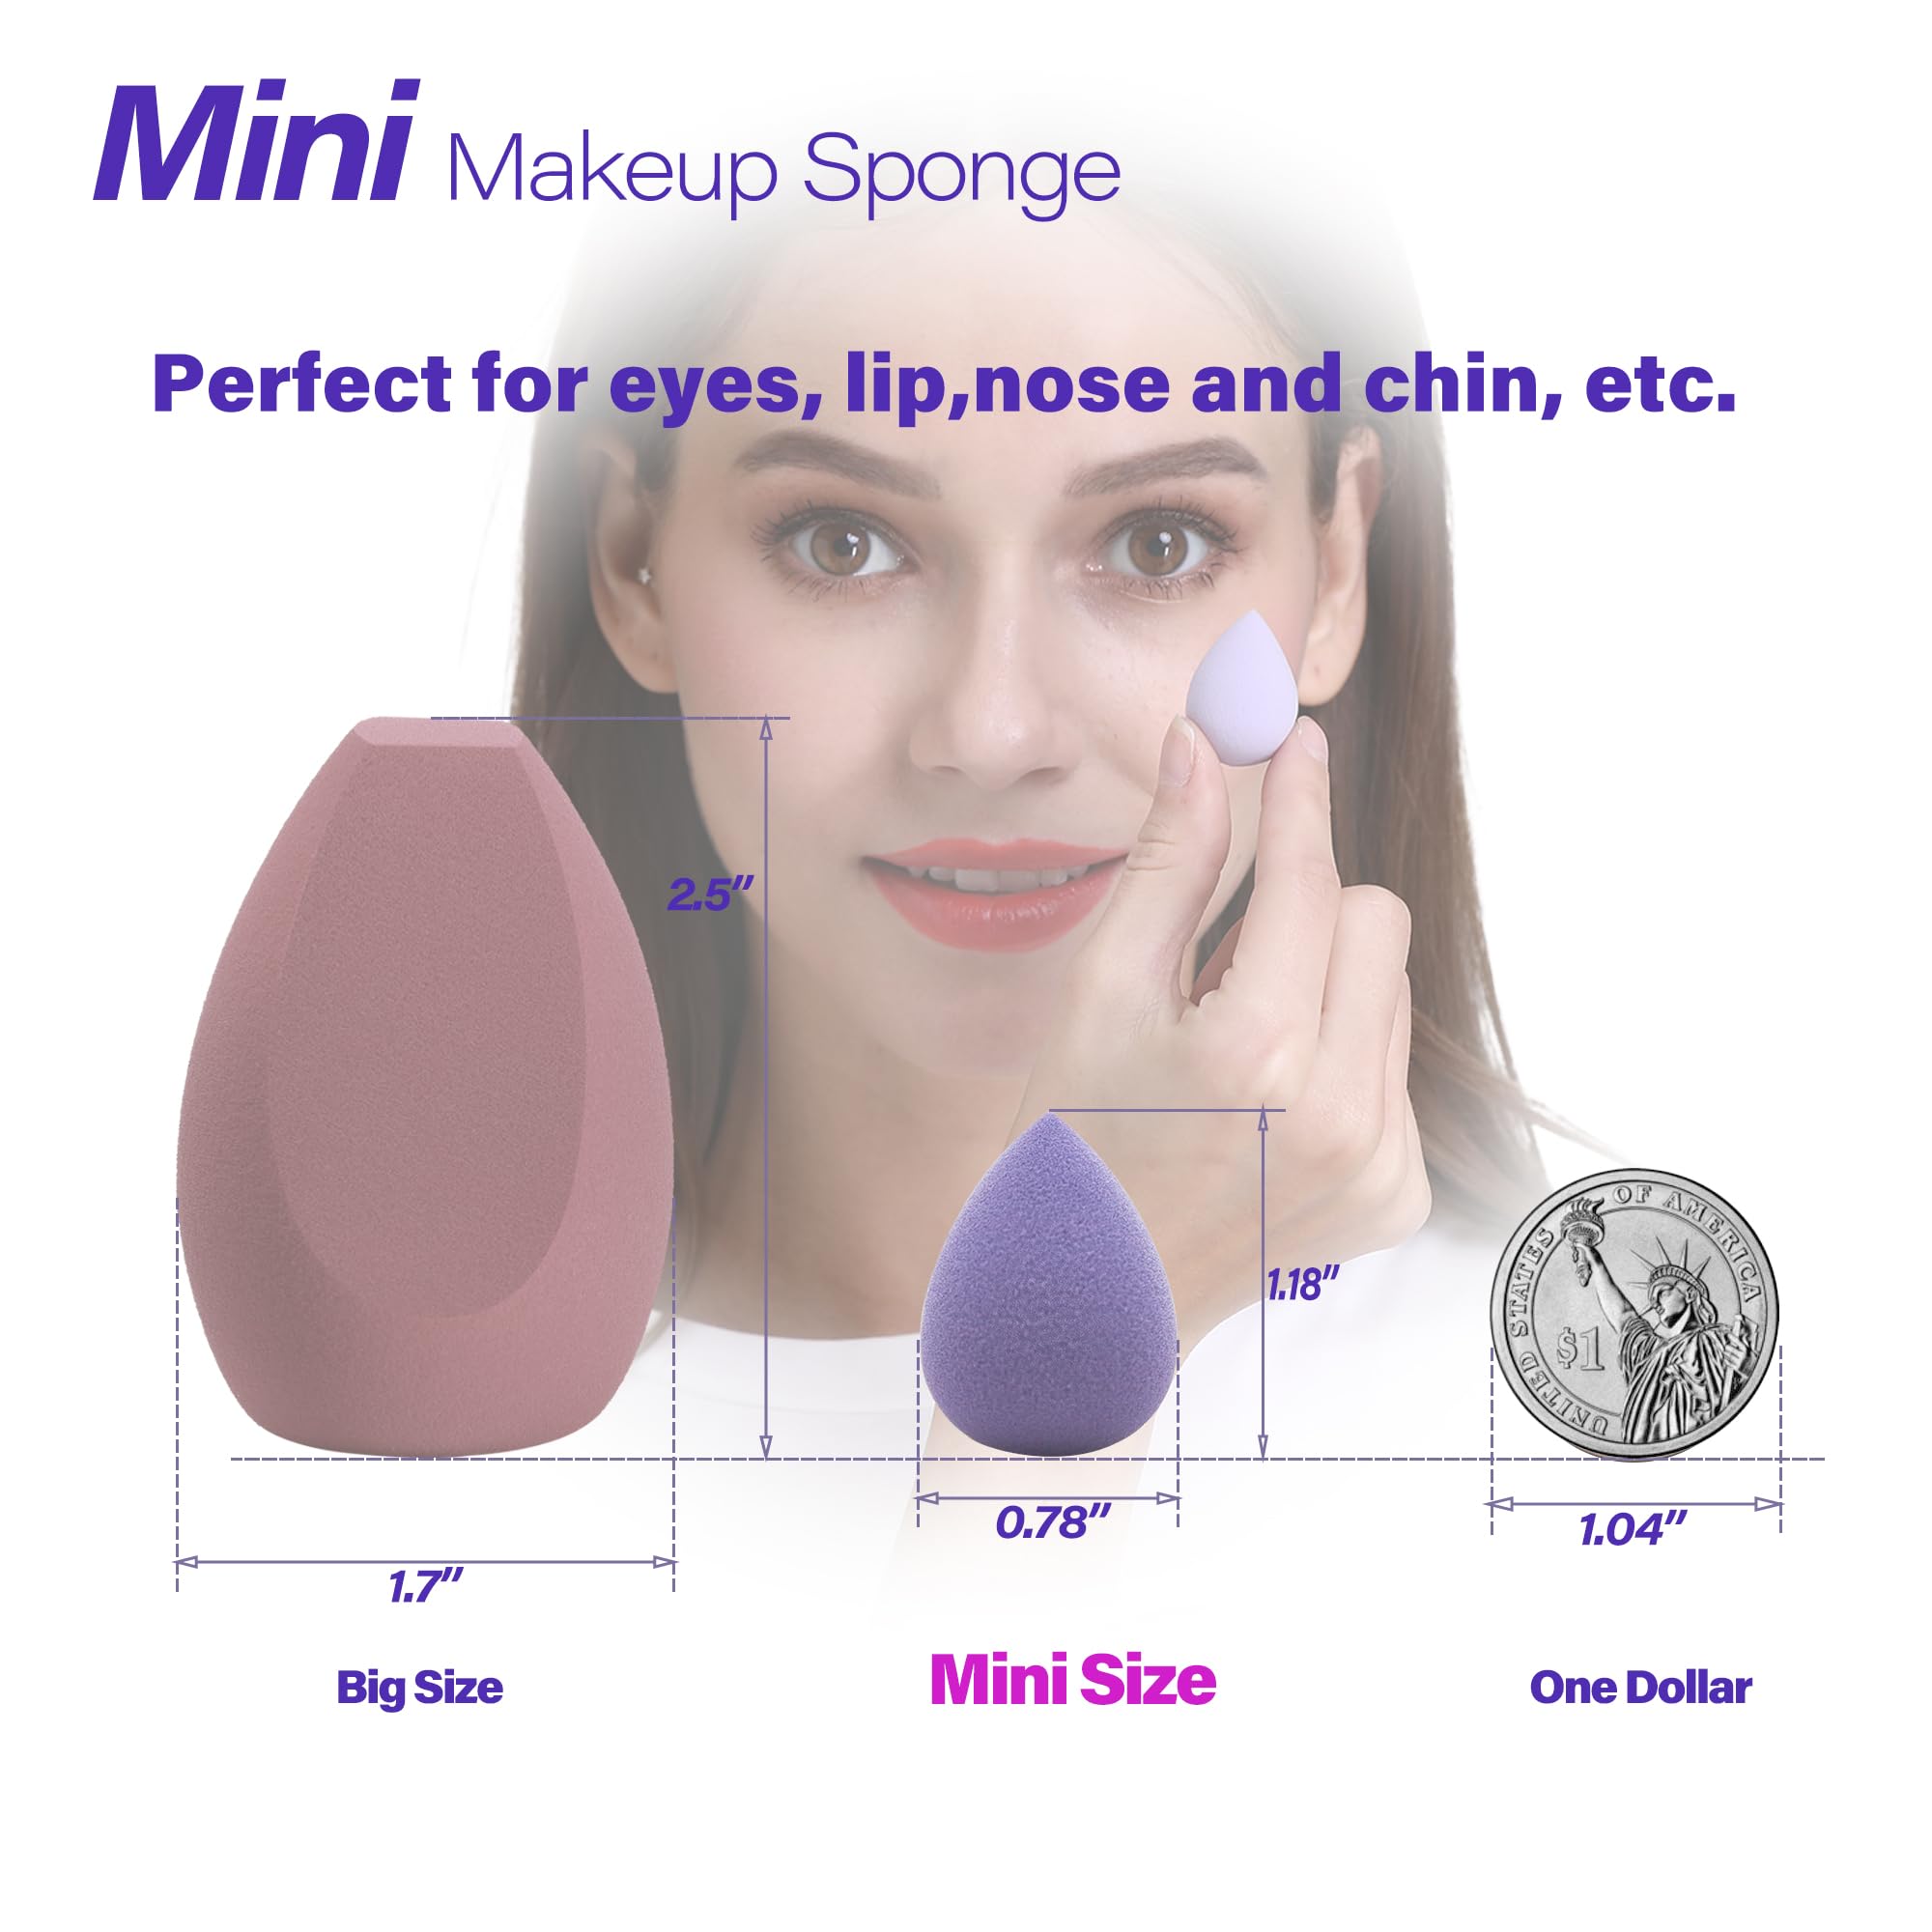 Mini Makeup Sponge
Perfect for eyes, lip,nose and chin, etc.
2.5"
1.18"
UNITED STATES OF AMERICA
$1
0.78"
1.04"
1.7"
Big Size
Mini Size
One Dollar